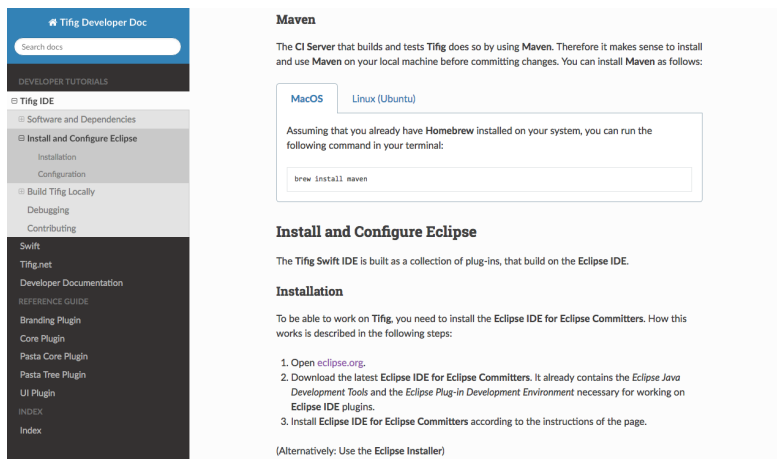 Tifig Developer Doc
Search docs
DEVELOPER TUTORIALS
Tifig IDE
Software and Dependencies
Install and Configure Eclipse
Installation
Configuration
Build Tifig Locally
Debugging
Contributing
Swift
Tifig.net
Developer Documentation
REFERENCE GUIDE
Branding Plugin
Core Plugin
Pasta Core Plugin
Pasta Tree Plugin
UI Plugin
INDEX
Index
Maven
The CI Server that builds and tests Tifig does so by using Maven. Therefore it makes sense to install
and use Maven on your local machine before committing changes. You can install Maven as follows:
MacOS Linux (Ubuntu)
Assuming that you already have Homebrew installed on your system, you can run the
following command in your terminal:
brew install maven
Install and Configure Eclipse
The Tifig Swift IDE is built as a collection of plug-ins, that build on the Eclipse IDE.
Installation
To be able to work on Tifig, you need to install the Eclipse IDE for Eclipse Committers. How this
works is described in the following steps:
1. Open eclipse.org.
2. Download the latest Eclipse IDE for Eclipse Committers. It already contains the Eclipse Java
Development Tools and the Eclipse Plug-in Development Environment necessary for working on
Eclipse IDE plugins.
3. Install Eclipse IDE for Eclipse Committers according to the instructions of the page.
(Alternatively: Use the Eclipse Installer)